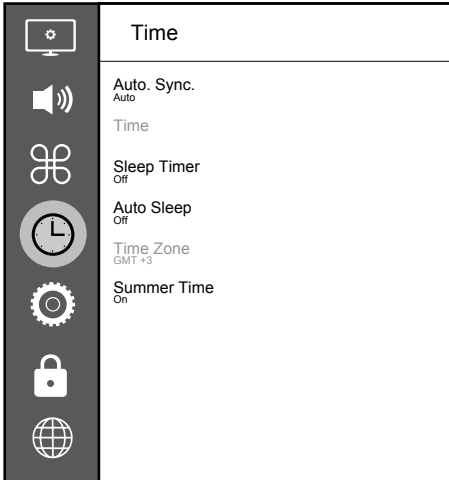 Time
Auto. Sync.
Auto
Time
Sleep Timer
Off
Auto Sleep
Off
Time Zone
GMT +3
Summer Time
On